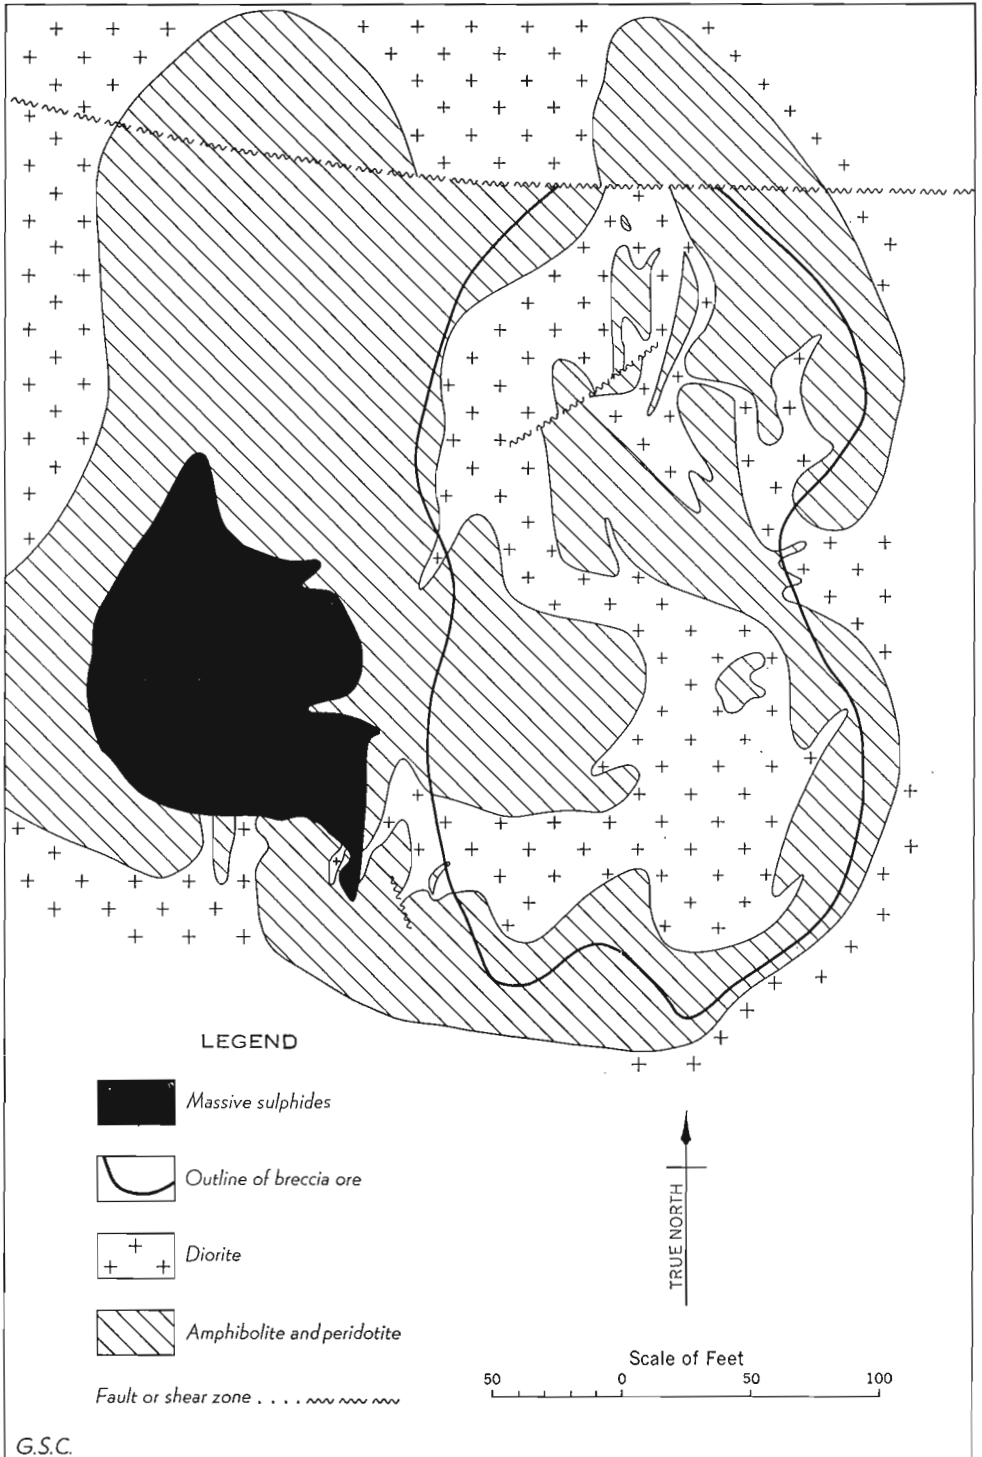 LEGEND
Massive sulphides
Outline of breccia ore
Diorite
Amphibolite and peridotite
Fault or shear zone . . . .
TRUE NORTH
Scale of Feet
50 0 50 100
G.S.C.